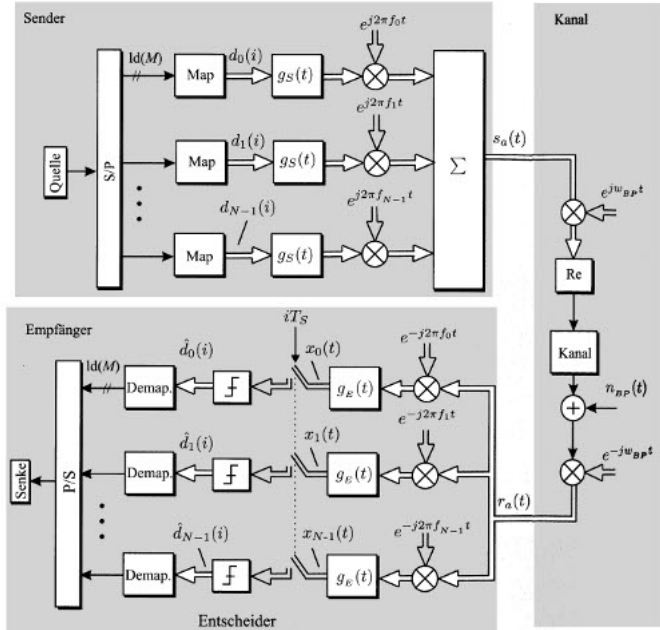 Sender
Kanal
Quelle
S/P
ld(M)
Map
d_0(i)
g_S(t)
e^{j2πf_0t}
Map
d_1(i)
g_S(t)
e^{j2πf_1t}
Map
d_{N-1}(i)
g_S(t)
e^{j2πf_{N-1}t}
Σ
s_a(t)
e^{jw_{BP}t}
Re
Kanal
n_{BP}(t)
+
e^{-jw_{BP}t}
r_a(t)
Empfänger
iT_S
Senke
P/S
ld(M)
Demap.
d̂_0(i)
x_0(t)
g_E(t)
e^{-j2πf_0t}
Demap.
d̂_1(i)
x_1(t)
g_E(t)
e^{-j2πf_1t}
Demap.
d̂_{N-1}(i)
x_{N-1}(t)
g_E(t)
e^{-j2πf_{N-1}t}
Entscheider